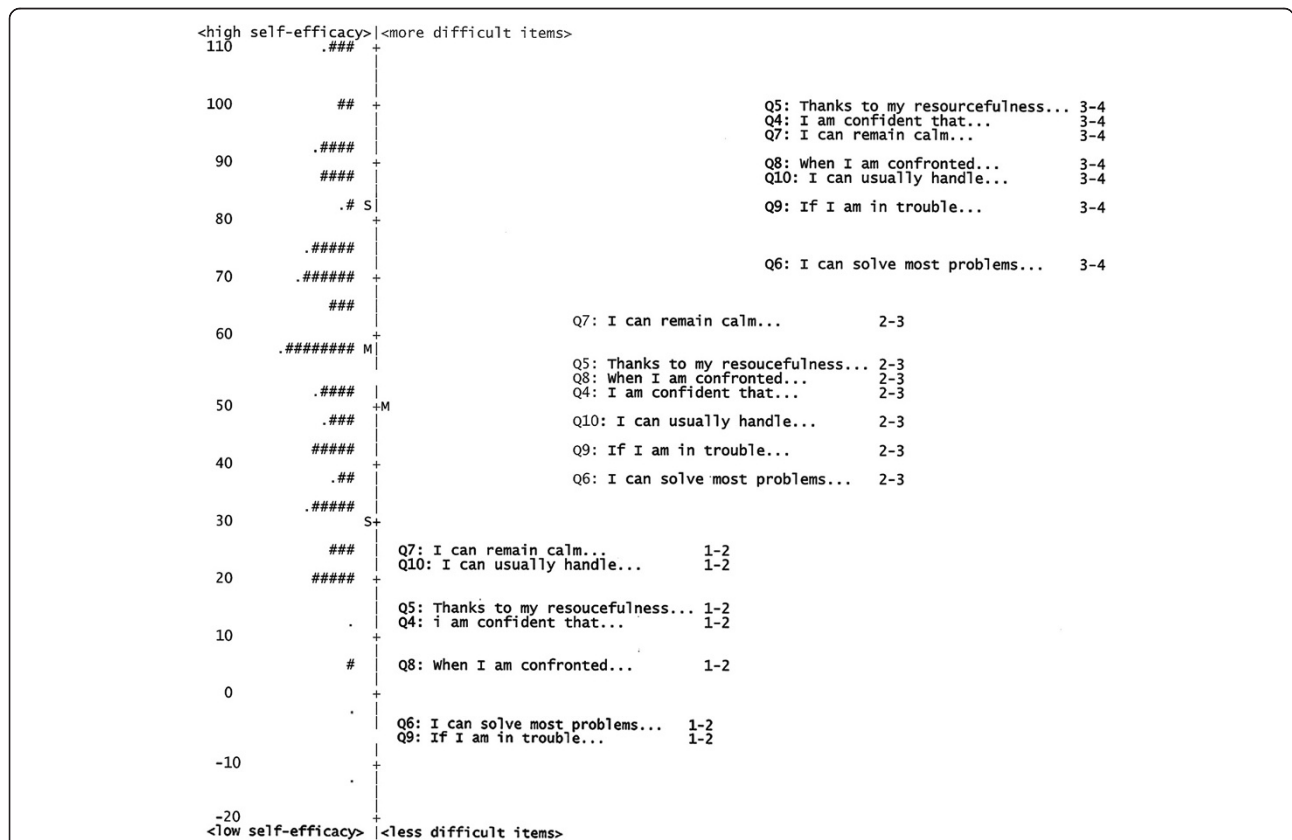 <high self-efficacy>|<more difficult items>
110 .### +
|
|
|
100 ## + Q5: Thanks to my resourcefulness... 3-4
| Q4: I am confident that... 3-4
| Q7: I can remain calm... 3-4
.#### |
90 + Q8: When I am confronted... 3-4
#### | Q10: I can usually handle... 3-4
|
.# S| Q9: If I am in trouble... 3-4
80 +
|
.##### |
| Q6: I can solve most problems... 3-4
70 .###### +
|
### |
| Q7: I can remain calm... 2-3
60 +
.######## M|
| Q5: Thanks to my resoucefulness... 2-3
Q8: When I am confronted... 2-3
.#### | Q4: I am confident that... 2-3
50 +M
.### | Q10: I can usually handle... 2-3
|
##### | Q9: If I am in trouble... 2-3
40 +
.## | Q6: I can solve most problems... 2-3
|
.##### |
30 S+
|
### | Q7: I can remain calm... 1-2
| Q10: I can usually handle... 1-2
20 ##### +
|
| Q5: Thanks to my resoucefulness... 1-2
. | Q4: i am confident that... 1-2
10 +
|
# | Q8: When I am confronted... 1-2
|
0 +
. |
| Q6: I can solve most problems... 1-2
Q9: If I am in trouble... 1-2
|
-10 +
. |
|
|
-20 +
<low self-efficacy> |<less difficult items>